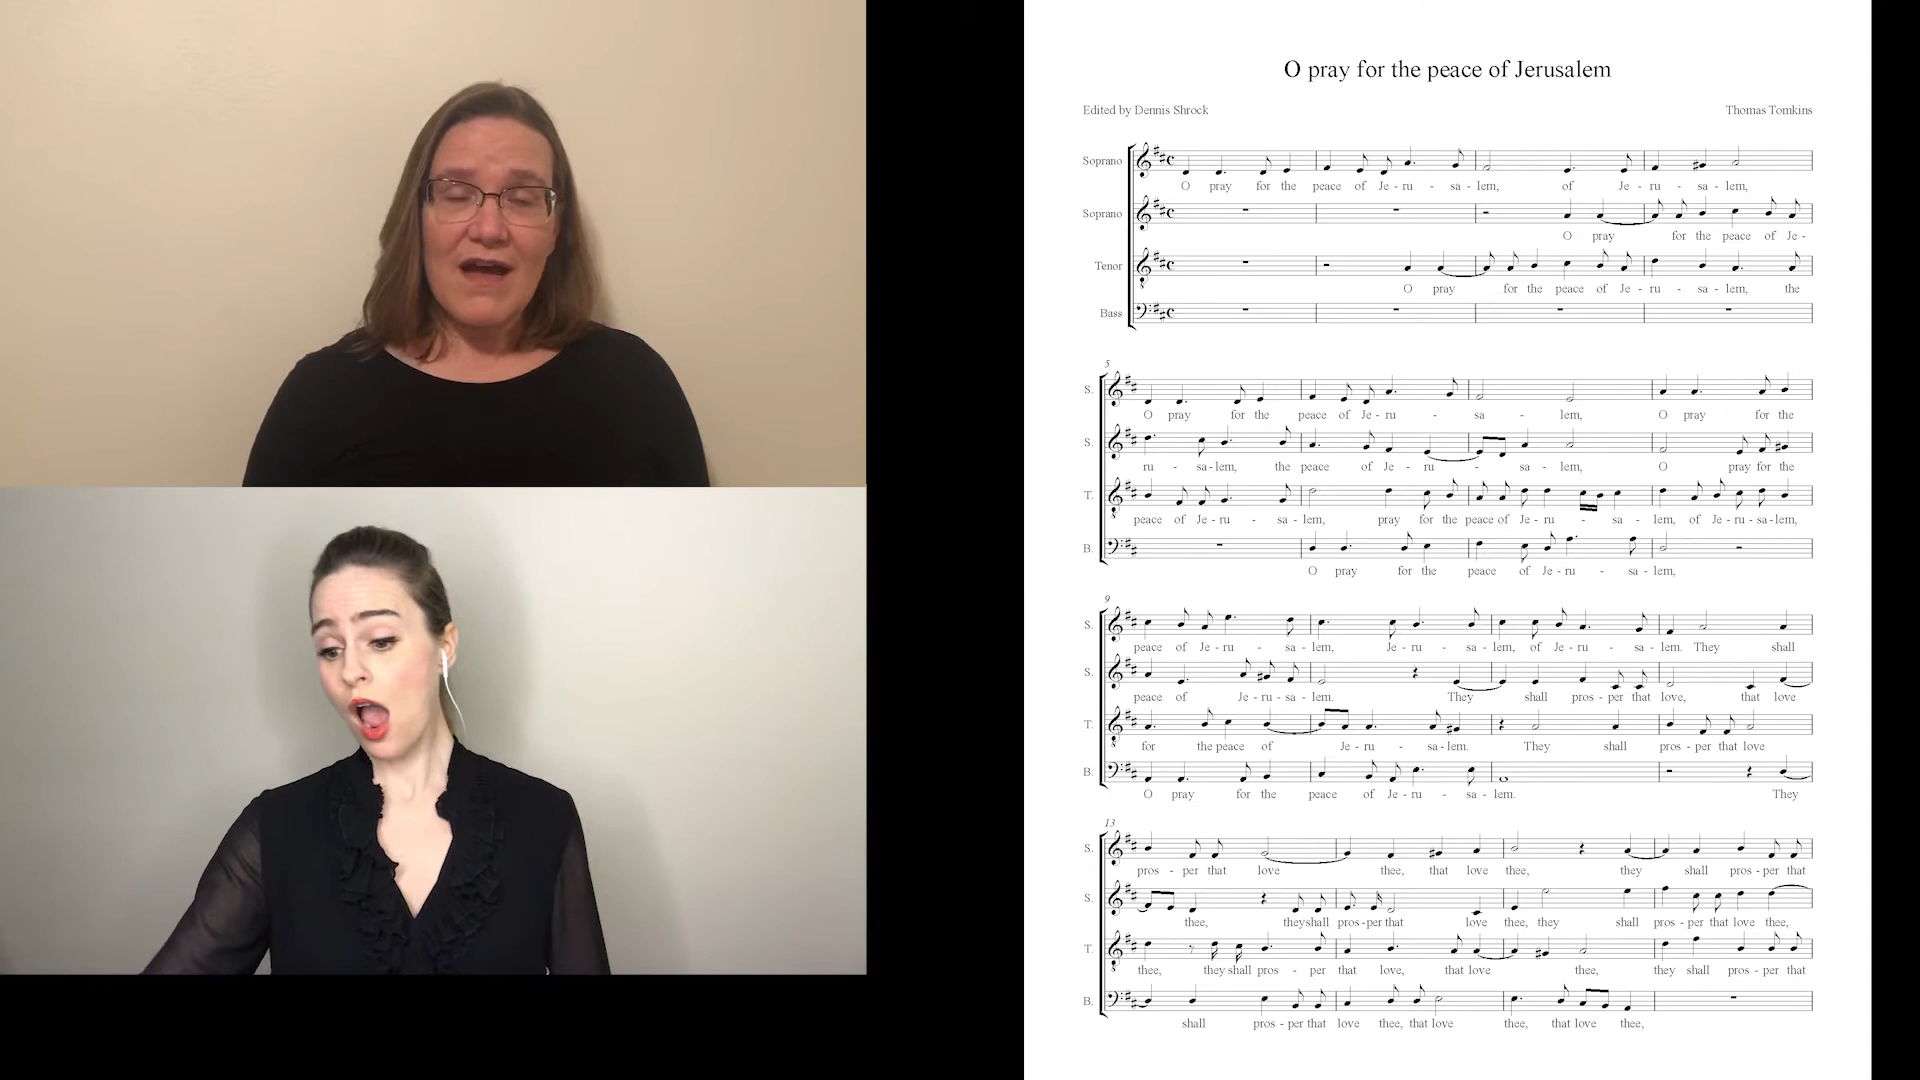 O pray for the peace of Jerusalem
Edited by Dennis Shrock
Thomas Tomkins
Soprano
O pray for the peace of Je - ru - sa - lem, of Je - ru - sa - lem,
Soprano
O pray for the peace of Je -
Tenor
O pray for the peace of Je - ru - sa - lem, the
Bass
5
S.
O pray for the peace of Je - ru - sa - lem, O pray for the
S.
ru - sa - lem, the peace of Je - ru - sa - lem, O pray for the
T.
peace of Je - ru - sa - lem, pray for the peace of Je - ru - sa - lem, of Je - ru - sa - lem,
B.
O pray for the peace of Je - ru - sa - lem,
9
S.
peace of Je - ru - sa - lem, Je - ru - sa - lem, of Je - ru - sa - lem. They shall
S.
peace of Je - ru - sa - lem. They shall pros - per that love, that love
T.
for the peace of Je - ru - sa - lem. They shall pros - per that love
B.
O pray for the peace of Je - ru - sa - lem. They
13
S.
pros - per that love thee, that love thee, they shall pros - per that
S.
thee, they shall pros - per that love thee, they shall pros - per that love thee,
T.
thee, they shall pros - per that love, that love thee, they shall pros - per that
B.
shall pros - per that love thee, that love thee, that love thee,